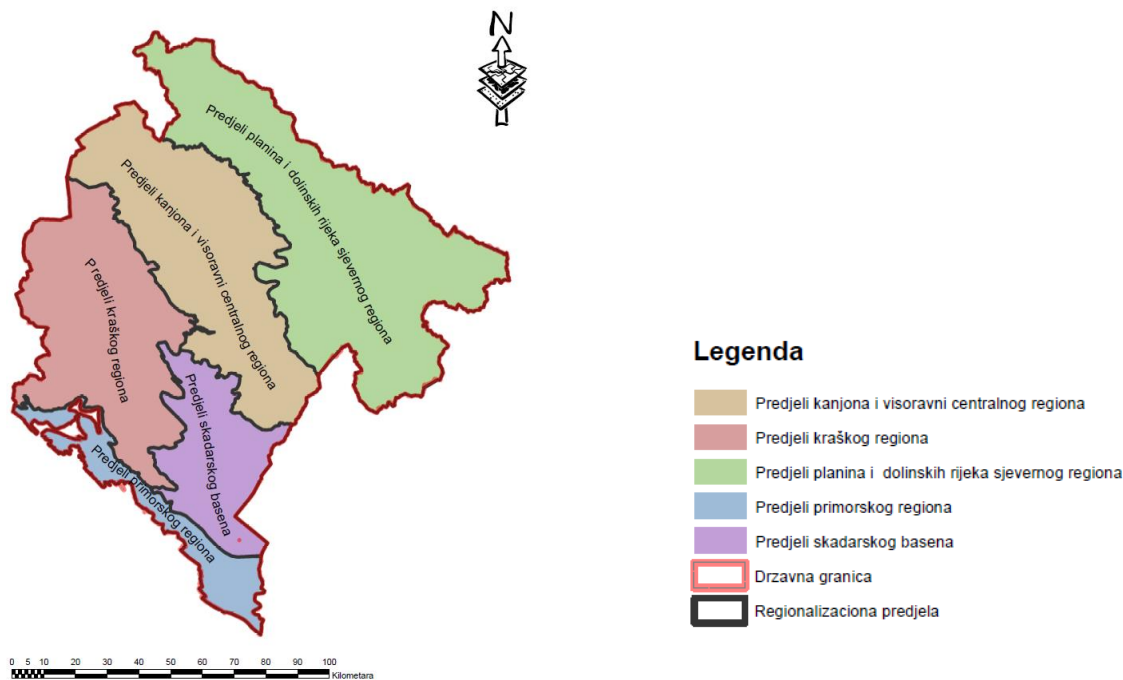 N
Predjeli planina i dolinskih rijeka sjevernog regiona
Predjeli kanjona i visoravni centralnog regiona
Predjeli kraškog regiona
Predjeli skadarskog basena
Predjeli primorskog regiona
Legenda
Predjeli kanjona i visoravni centralnog regiona
Predjeli kraškog regiona
Predjeli planina i dolinskih rijeka sjevernog regiona
Predjeli primorskog regiona
Predjeli skadarskog basena
Drzavna granica
Regionalizaciona predjela
0 5 10 20 30 40 50 60 70 80 90 100
Kilometara